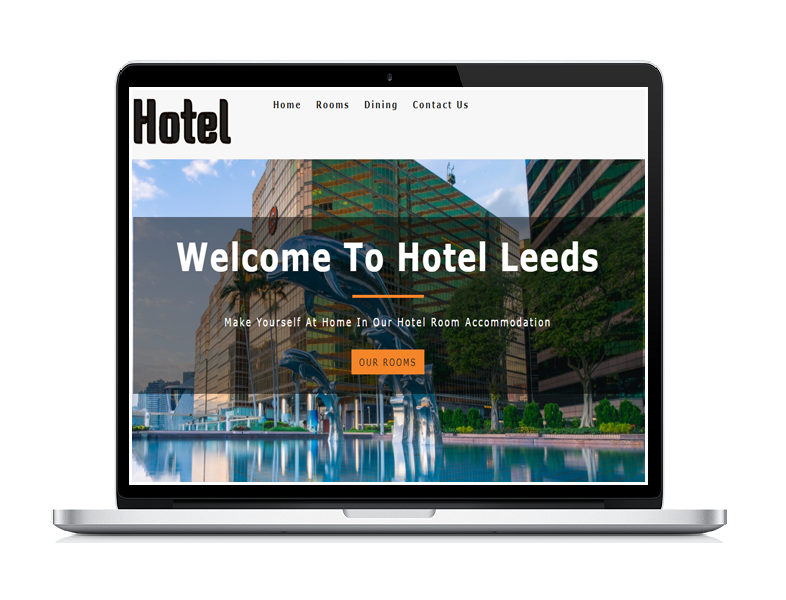 Hotel
Home Rooms Dining Contact Us
Welcome To Hotel Leeds
Make Yourself At Home In Our Hotel Room Accommodation
OUR ROOMS